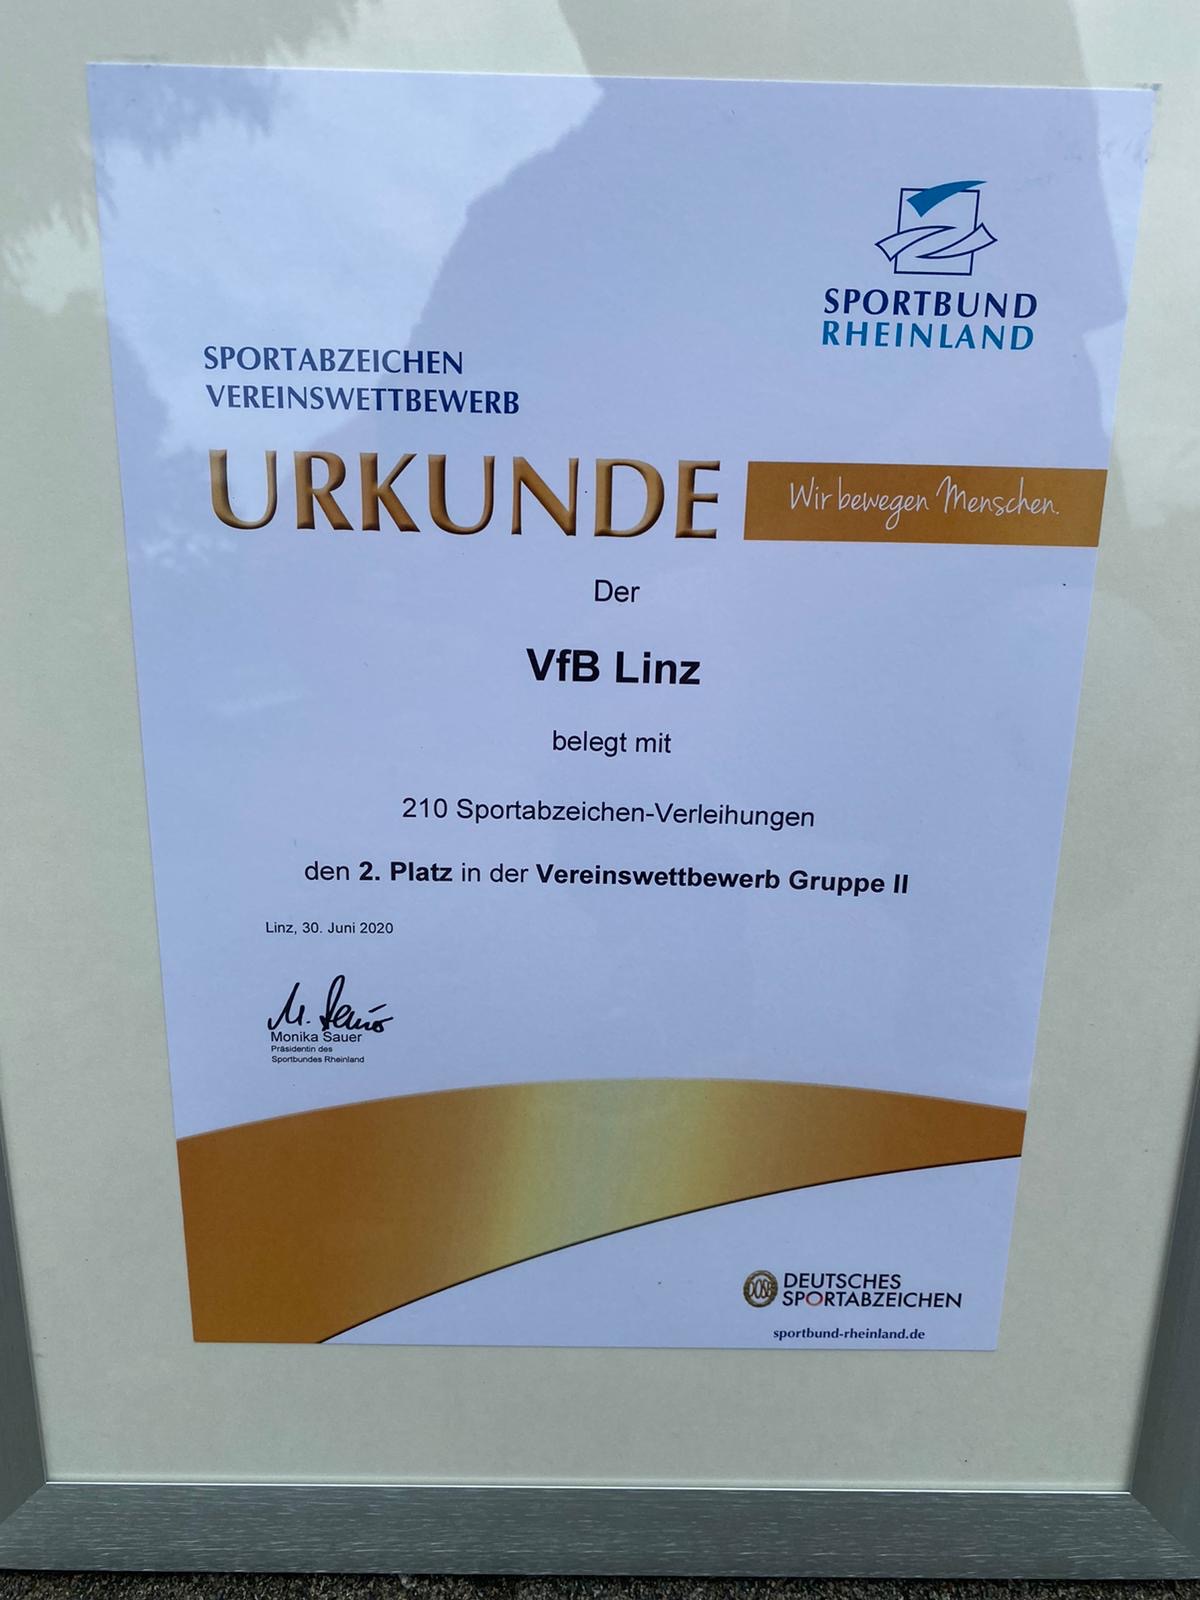 SPORTBUND
RHEINLAND
SPORTABZEICHEN
VEREINSWETTBEWERB
URKUNDE
Wir bewegen Menschen.
Der
VfB Linz
belegt mit
210 Sportabzeichen-Verleihungen
den 2. Platz in der Vereinswettbewerb Gruppe II
Linz, 30. Juni 2020
M. Sauer
Monika Sauer
Präsidentin des
Sportbundes Rheinland
DOSB
DEUTSCHES
SPORTABZEICHEN
sportbund-rheinland.de